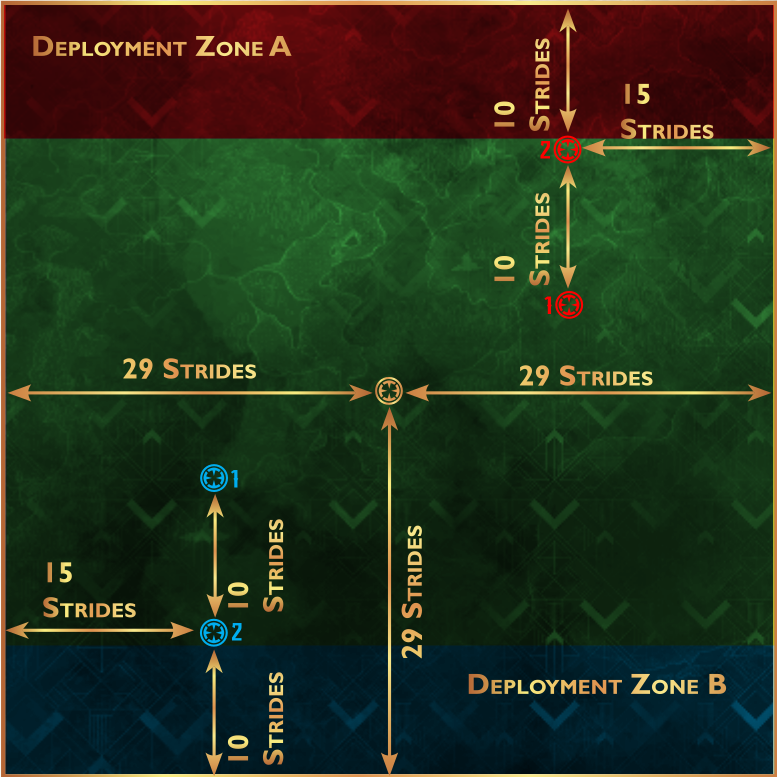 Deployment Zone A
10
Strides
15
Strides
2
10
Strides
1
29 Strides
29 Strides
1
10
Strides
15
Strides
2
29 Strides
Deployment Zone B
10
Strides